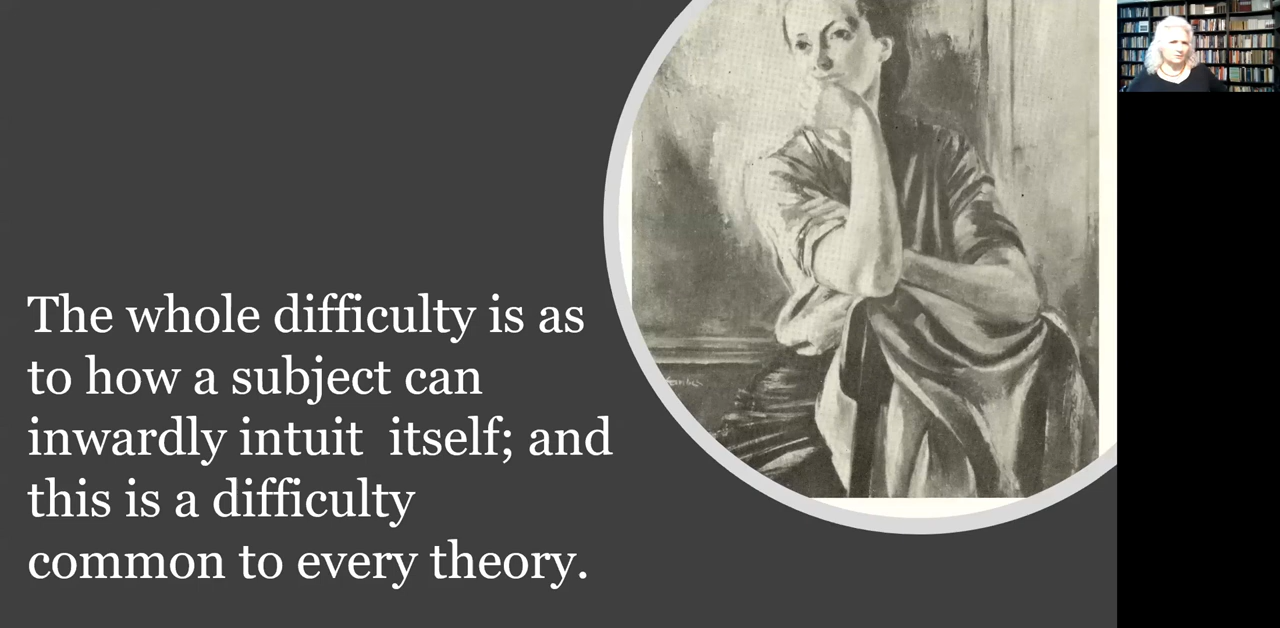 The whole difficulty is as
to how a subject can
inwardly intuit  itself; and
this is a difficulty
common to every theory.